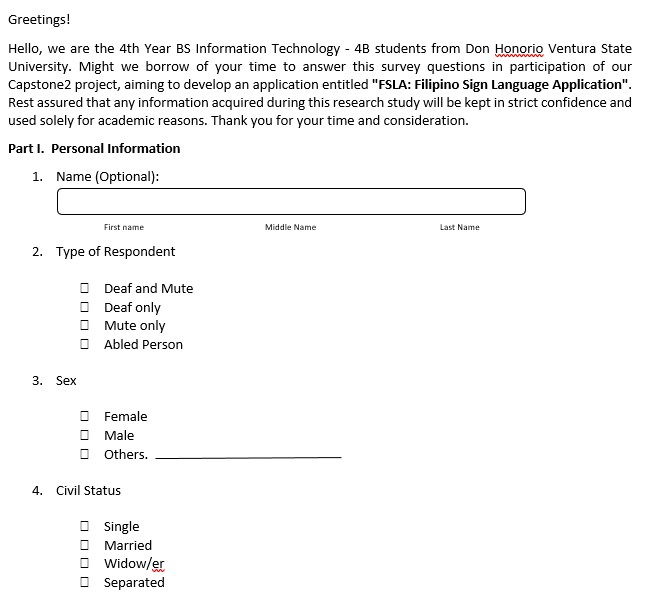 Greetings!
Hello, we are the 4th Year BS Information Technology - 4B students from Don Honorio Ventura State
University. Might we borrow of your time to answer this survey questions in participation of our
Capstone2 project, aiming to develop an application entitled "FSLA: Filipino Sign Language Application".
Rest assured that any information acquired during this research study will be kept in strict confidence and
used solely for academic reasons. Thank you for your time and consideration.
Part I. Personal Information
1. Name (Optional):
First name Middle Name Last Name
2. Type of Respondent
☐ Deaf and Mute
☐ Deaf only
☐ Mute only
☐ Abled Person
3. Sex
☐ Female
☐ Male
☐ Others. ____________________
4. Civil Status
☐ Single
☐ Married
☐ Widow/er
☐ Separated